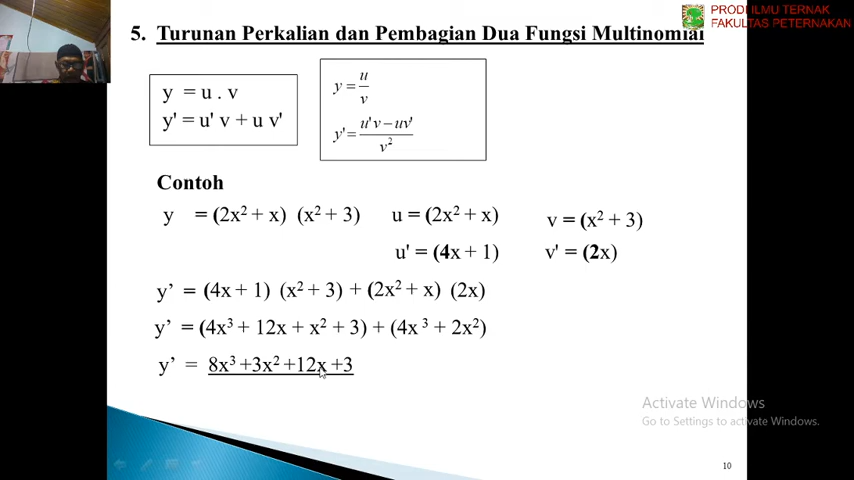 PRODI ILMU TERNAK
FAKULTAS PETERNAKAN
5. Turunan Perkalian dan Pembagian Dua Fungsi Multinomial
y = u . v
y' = u' v + u v'
y = u/v
y' = (u'v − uv')/v²
Contoh
y = (2x² + x) (x² + 3) u = (2x² + x) v = (x² + 3)
u' = (4x + 1) v' = (2x)
y’ = (4x + 1) (x² + 3) + (2x² + x) (2x)
y’ = (4x³ + 12x + x² + 3) + (4x ³ + 2x²)
y’ = 8x³ +3x² +12x +3
Activate Windows
Go to Settings to activate Windows.
10